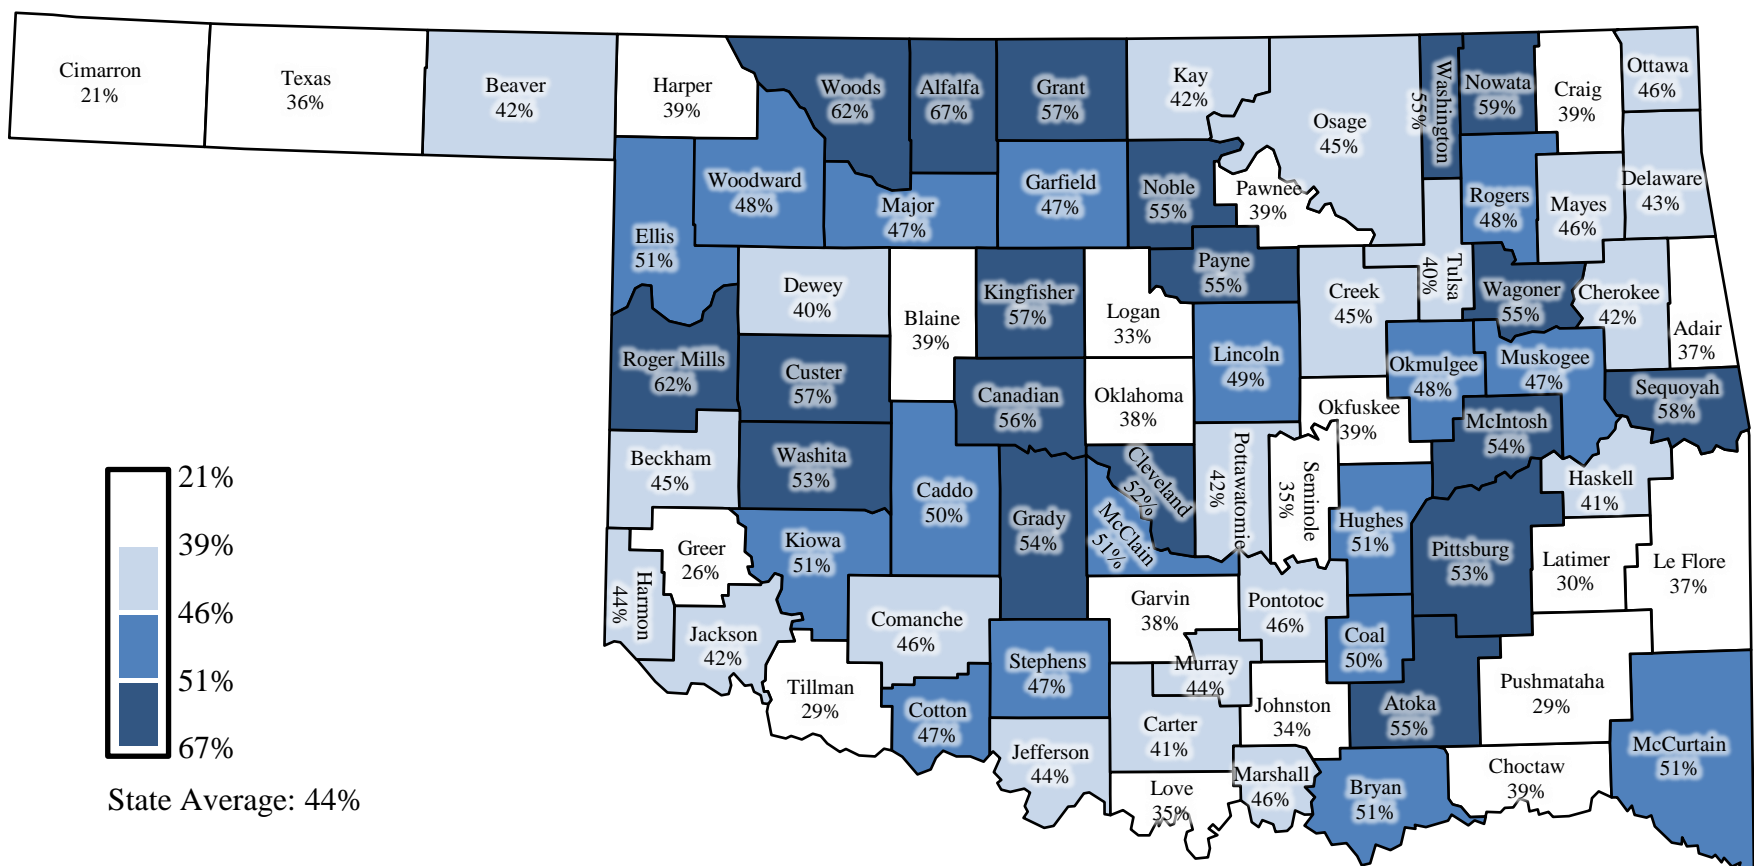 Cimarron
21%
Texas
36%
Beaver
42%
Harper
39%
Woods
62%
Alfalfa
67%
Grant
57%
Kay
42%
Osage
45%
Washington
55%
Nowata
59%
Craig
39%
Ottawa
46%
Ellis
51%
Woodward
48%
Major
47%
Garfield
47%
Noble
55%
Pawnee
39%
Rogers
48%
Mayes
46%
Delaware
43%
Dewey
40%
Blaine
39%
Kingfisher
57%
Logan
33%
Payne
55%
Creek
45%
Tulsa
40%
Wagoner
55%
Cherokee
42%
Adair
37%
Roger Mills
62%
Custer
57%
Canadian
56%
Oklahoma
38%
Lincoln
49%
Okfuskee
39%
Okmulgee
48%
Muskogee
47%
McIntosh
54%
Sequoyah
58%
Beckham
45%
Washita
53%
Caddo
50%
Grady
54%
Cleveland
52%
McClain
51%
Pottawatomie
42%
Seminole
35%
Hughes
51%
Pittsburg
53%
Haskell
41%
Latimer
30%
Le Flore
37%
Greer
26%
Kiowa
51%
Harmon
44%
Jackson
42%
Comanche
46%
Tillman
29%
Cotton
47%
Stephens
47%
Garvin
38%
Murray
44%
Pontotoc
46%
Coal
50%
Johnston
34%
Atoka
55%
Pushmataha
29%
McCurtain
51%
Jefferson
44%
Carter
41%
Love
35%
Marshall
46%
Bryan
51%
Choctaw
39%
21%
39%
46%
51%
67%
State Average: 44%